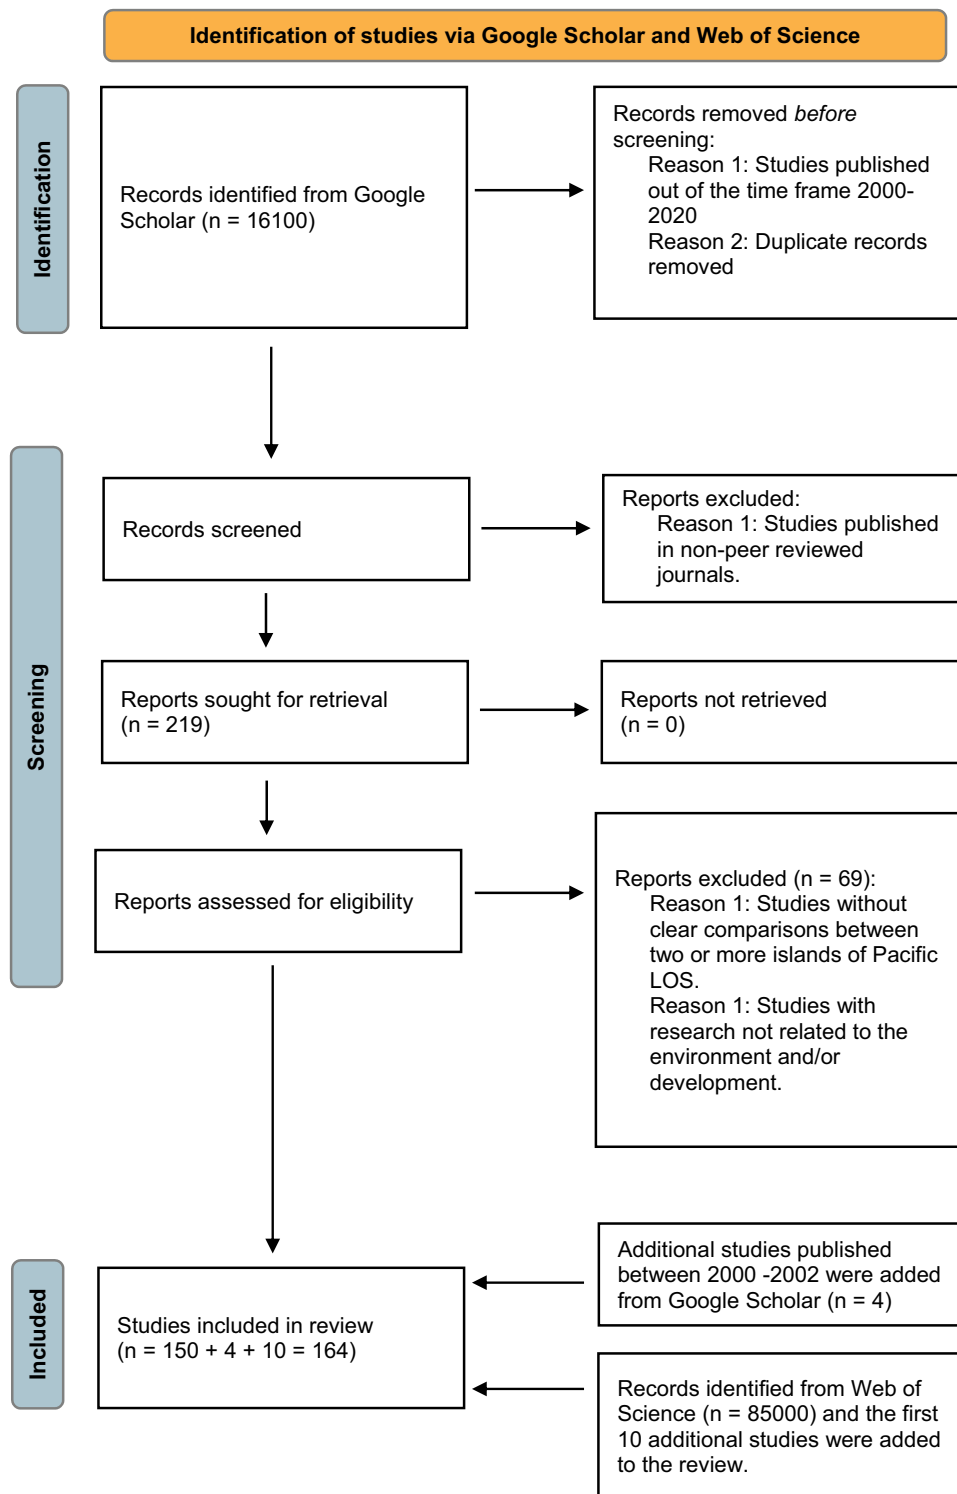 Identification of studies via Google Scholar and Web of Science
Identification
Records identified from Google
Scholar (n = 16100)
Records removed before
screening:
Reason 1: Studies published
out of the time frame 2000-
2020
Reason 2: Duplicate records
removed
Screening
Records screened
Reports excluded:
Reason 1: Studies published
in non-peer reviewed
journals.
Reports sought for retrieval
(n = 219)
Reports not retrieved
(n = 0)
Reports assessed for eligibility
Reports excluded (n = 69):
Reason 1: Studies without
clear comparisons between
two or more islands of Pacific
LOS.
Reason 1: Studies with
research not related to the
environment and/or
development.
Included
Studies included in review
(n = 150 + 4 + 10 = 164)
Additional studies published
between 2000 -2002 were added
from Google Scholar (n = 4)
Records identified from Web of
Science (n = 85000) and the first
10 additional studies were added
to the review.